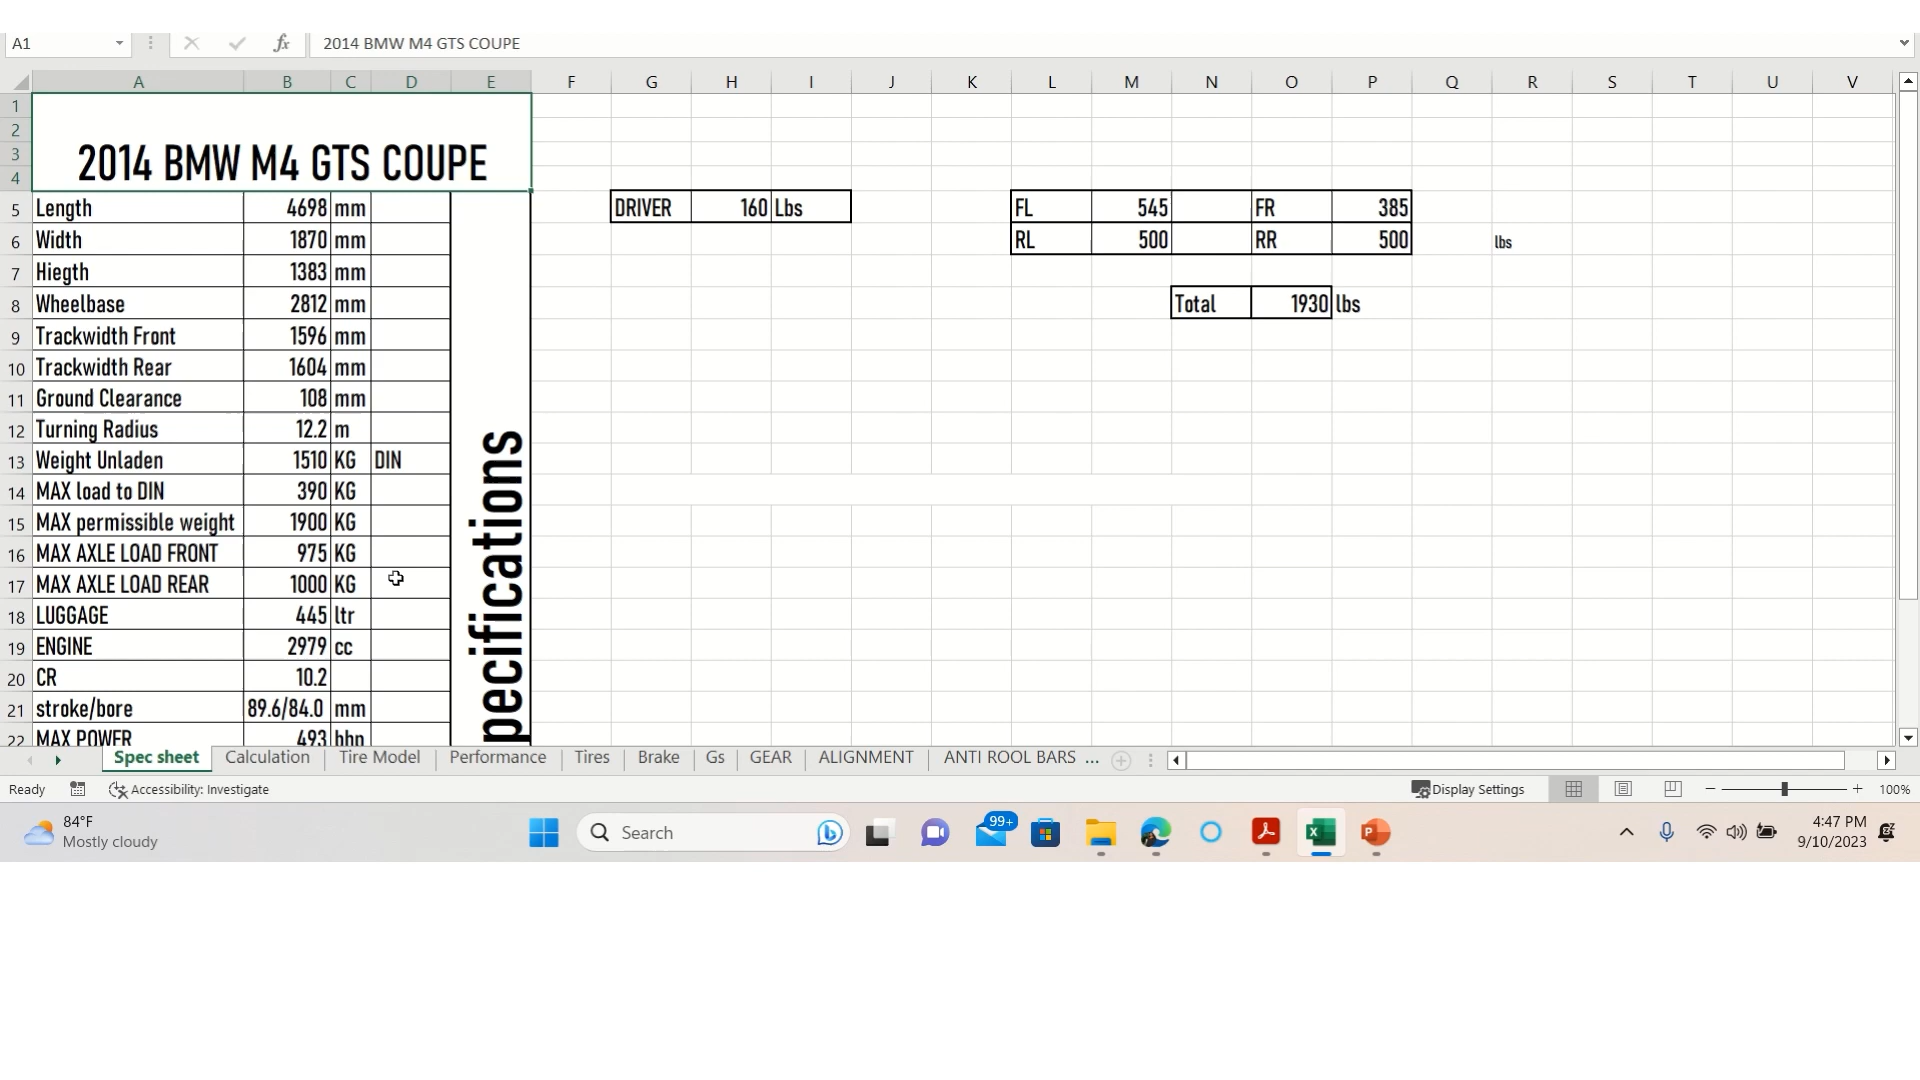 A1 2014 BMW M4 GTS COUPE
A B C D E F G H I J K L M N O P Q R S T U V
1
2
3 2014 BMW M4 GTS COUPE
4
5 Length 4698 mm DRIVER 160 Lbs FL 545 FR 385
6 Width 1870 mm RL 500 RR 500 lbs
7 Hiegth 1383 mm
8 Wheelbase 2812 mm Total 1930 lbs
9 Trackwidth Front 1596 mm
10 Trackwidth Rear 1604 mm
11 Ground Clearance 108 mm
12 Turning Radius 12.2 m
13 Weight Unladen 1510 KG DIN
14 MAX load to DIN 390 KG
15 MAX permissible weight 1900 KG
16 MAX AXLE LOAD FRONT 975 KG
17 MAX AXLE LOAD REAR 1000 KG
18 LUGGAGE 445 ltr
19 ENGINE 2979 cc
20 CR 10.2
21 stroke/bore 89.6/84.0 mm
22 MAX POWER 493 bhp
pecifications
Spec sheet Calculation Tire Model Performance Tires Brake Gs GEAR ALIGNMENT ANTI ROOL BARS ...
Ready Accessibility: Investigate Display Settings 100%
84°F
Mostly cloudy
Search
99+
4:47 PM
9/10/2023